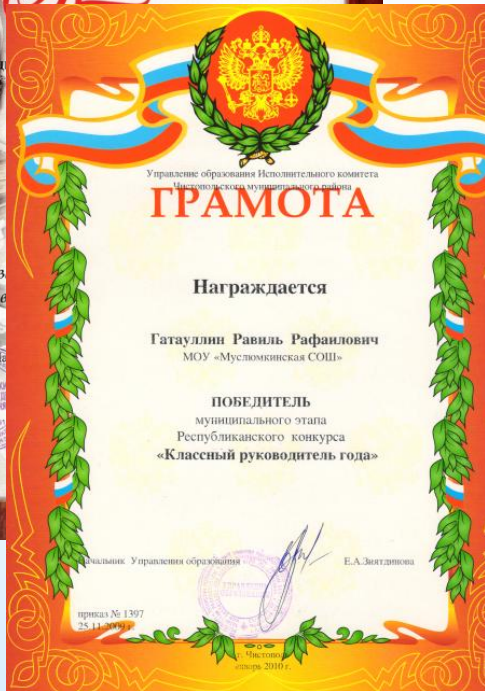 Управление образования Исполнительного комитета
Чистопольского муниципального района
ГРАМОТА
Награждается
Гатауллин Равиль Рафаилович
МОУ «Муслюмкинская СОШ»
ПОБЕДИТЕЛЬ
муниципального этапа
Республиканского конкурса
«Классный руководитель года»
Начальник Управления образования
Е.А.Зиятдинова
приказ № 1397
25.11.2009 г.
г. Чистополь
январь 2010 г.